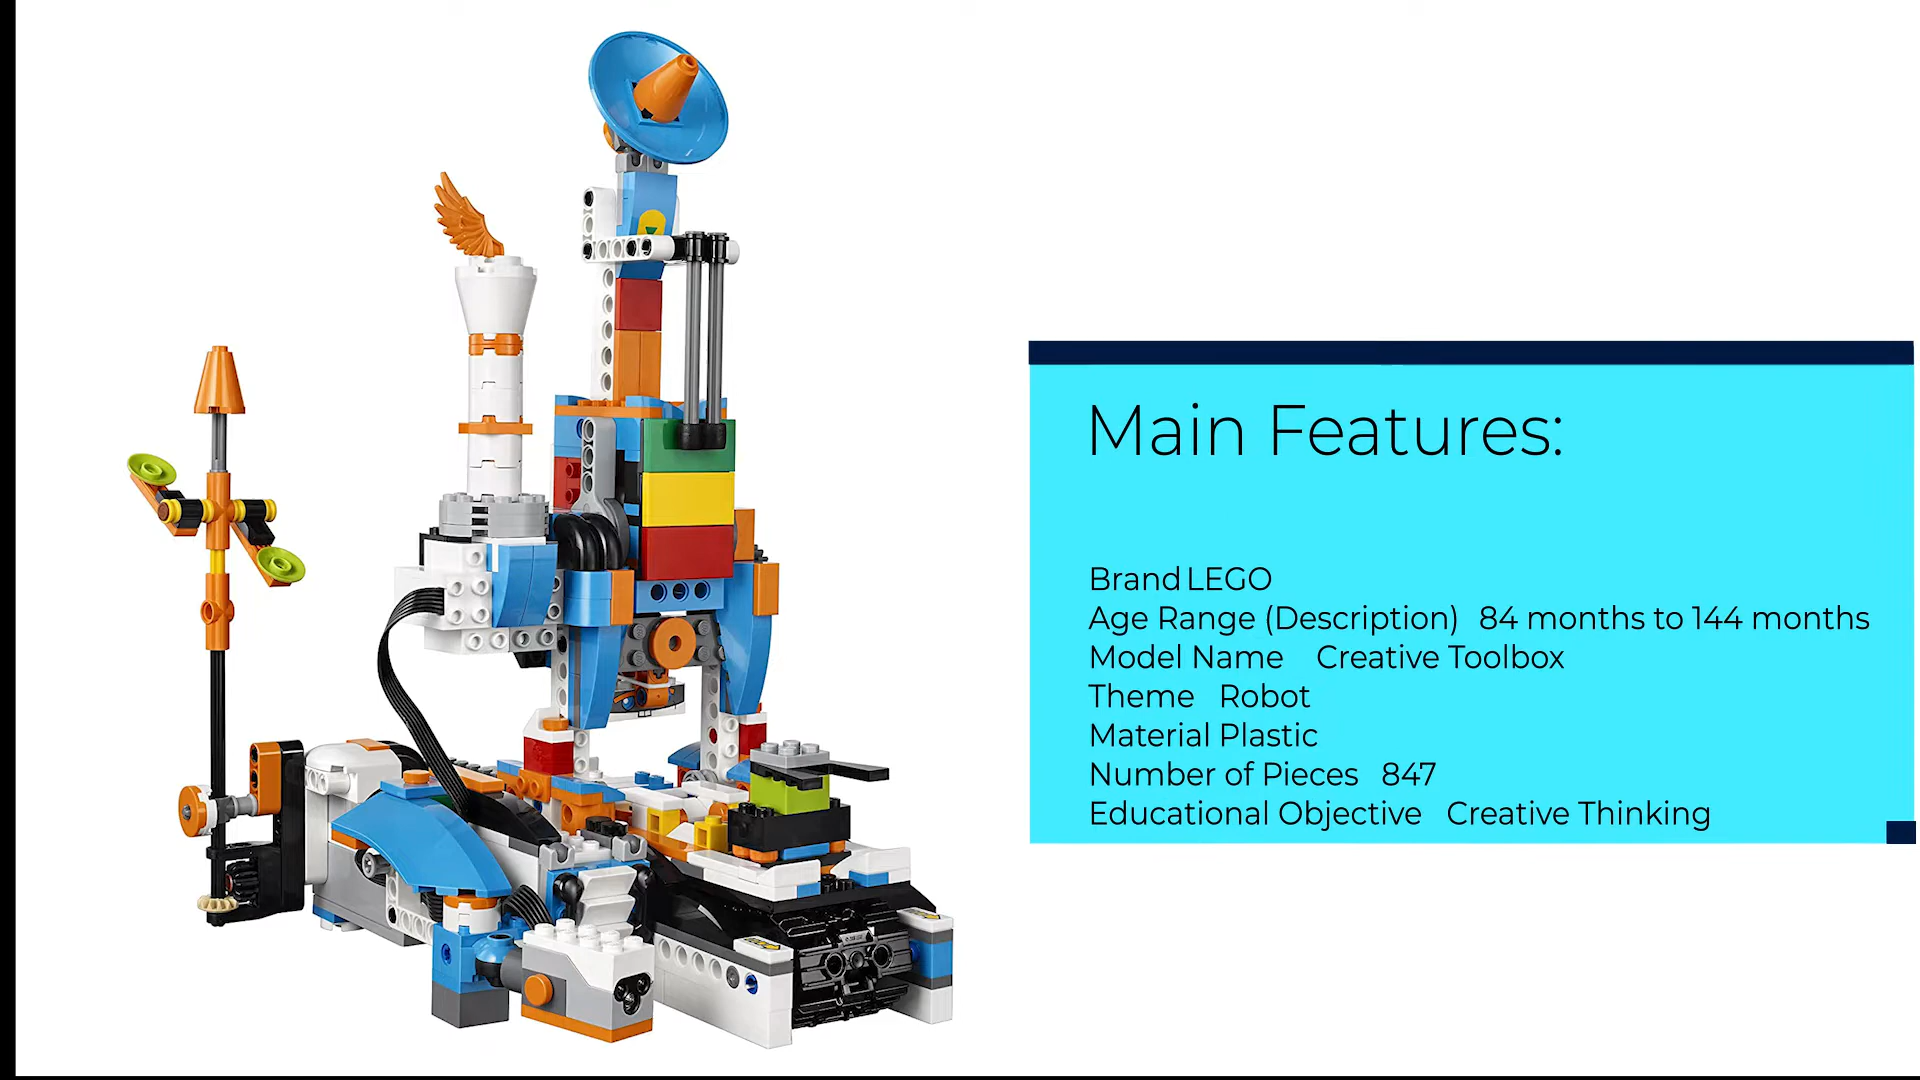 Main Features:
Brand LEGO
Age Range (Description) 84 months to 144 months
Model Name Creative Toolbox
Theme Robot
Material Plastic
Number of Pieces 847
Educational Objective Creative Thinking